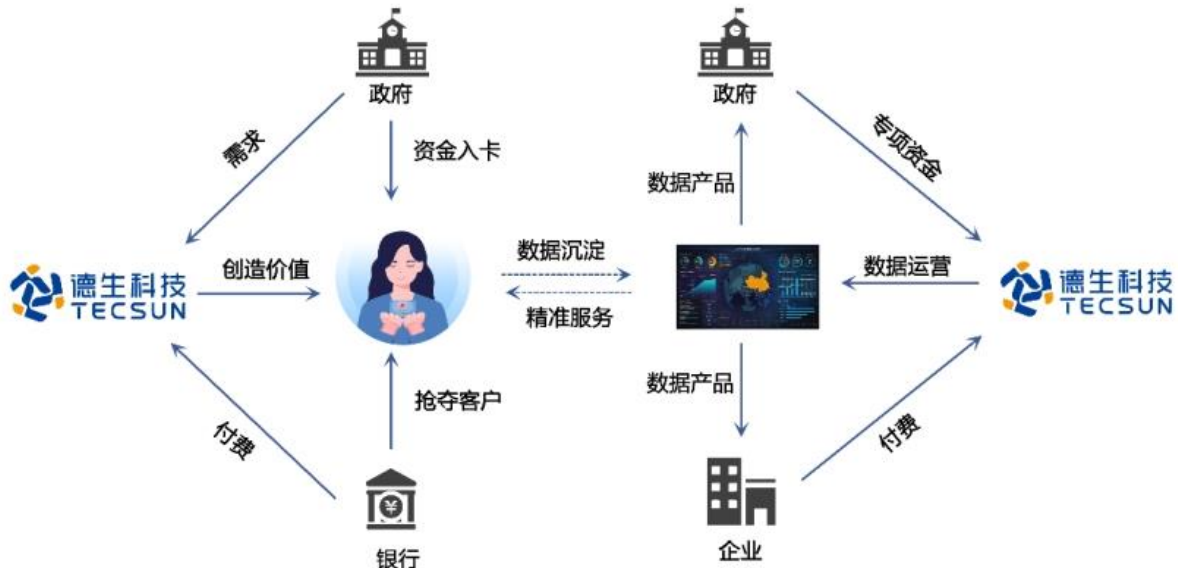 政府
政府
需求
资金入卡
数据产品
专项资金
德生科技
TECSUN
创造价值
数据沉淀
精准服务
数据运营
德生科技
TECSUN
抢夺客户
数据产品
付费
付费
¥
银行
企业